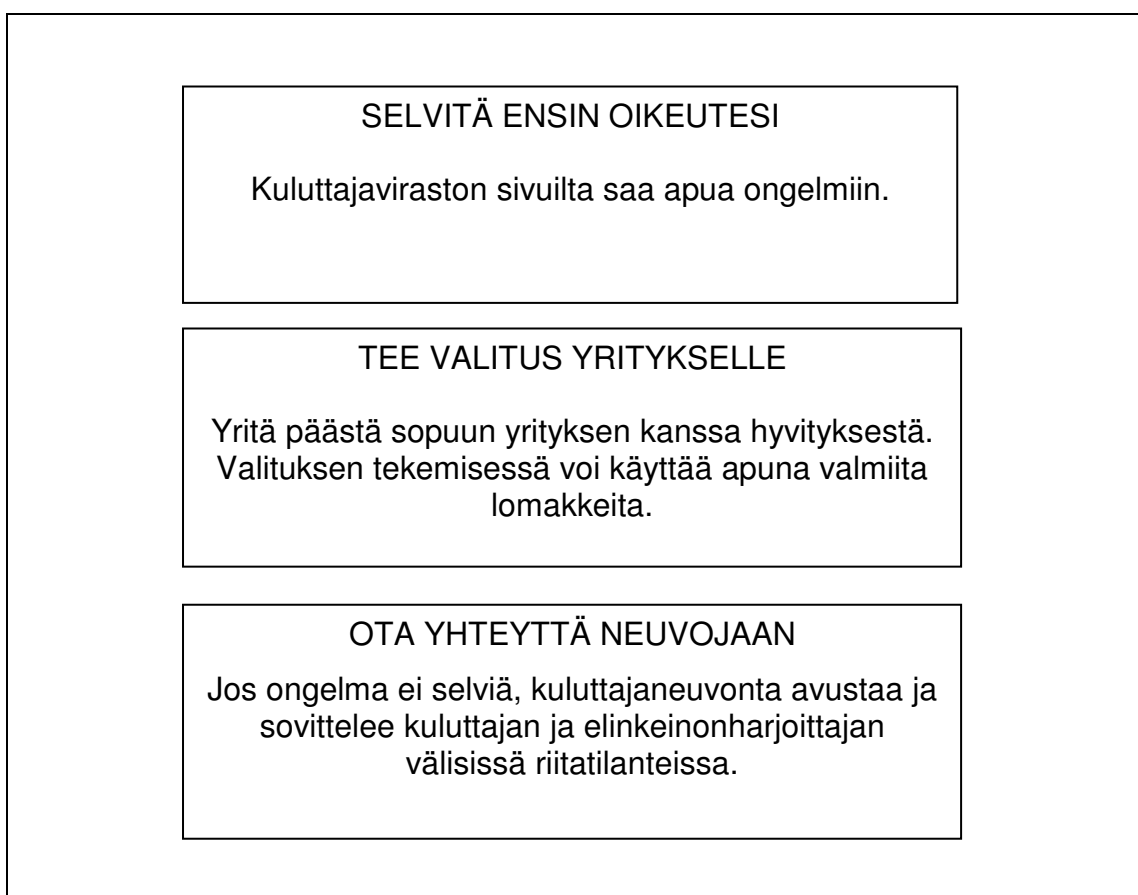 SELVITÄ ENSIN OIKEUTESI
Kuluttajaviraston sivuilta saa apua ongelmiin.
TEE VALITUS YRITYKSELLE
Yritä päästä sopuun yrityksen kanssa hyvityksestä.
Valituksen tekemisessä voi käyttää apuna valmiita
lomakkeita.
OTA YHTEYTTÄ NEUVOJAAN
Jos ongelma ei selviä, kuluttajaneuvonta avustaa ja
sovittelee kuluttajan ja elinkeinonharjoittajan
välisissä riitatilanteissa.